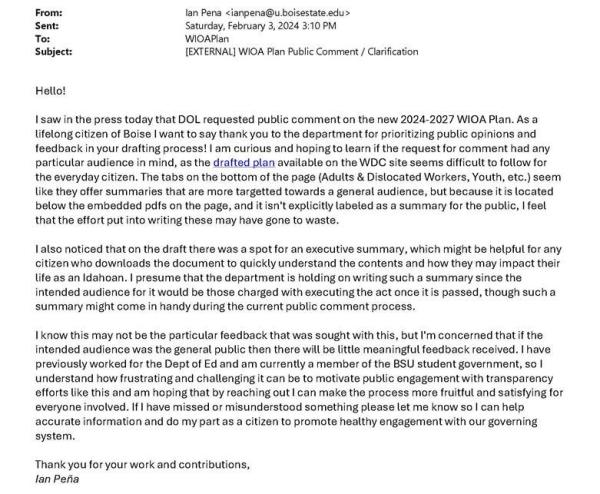 From: Ian Pena <ianpena@u.boisestate.edu>
Sent: Saturday, February 3, 2024 3:10 PM
To: WIOAPlan
Subject: [EXTERNAL] WIOA Plan Public Comment / Clarification
Hello!
I saw in the press today that DOL requested public comment on the new 2024-2027 WIOA Plan. As a
lifelong citizen of Boise I want to say thank you to the department for prioritizing public opinions and
feedback in your drafting process! I am curious and hoping to learn if the request for comment had any
particular audience in mind, as the drafted plan available on the WDC site seems difficult to follow for
the everyday citizen. The tabs on the bottom of the page (Adults & Dislocated Workers, Youth, etc.) seem
like they offer summaries that are more targetted towards a general audience, but because it is located
below the embedded pdfs on the page, and it isn't explicitly labeled as a summary for the public, I feel
that the effort put into writing these may have gone to waste.
I also noticed that on the draft there was a spot for an executive summary, which might be helpful for any
citizen who downloads the document to quickly understand the contents and how they may impact their
life as an Idahoan. I presume that the department is holding on writing such a summary since the
intended audience for it would be those charged with executing the act once it is passed, though such a
summary might come in handy during the current public comment process.
I know this may not be the particular feedback that was sought with this, but I'm concerned that if the
intended audience was the general public then there will be little meaningful feedback received. I have
previously worked for the Dept of Ed and am currently a member of the BSU student government, so I
understand how frustrating and challenging it can be to motivate public engagement with transparency
efforts like this and am hoping that by reaching out I can make the process more fruitful and satisfying for
everyone involved. If I have missed or misunderstood something please let me know so I can help
accurate information and do my part as a citizen to promote healthy engagement with our governing
system.
Thank you for your work and contributions,
Ian Peña